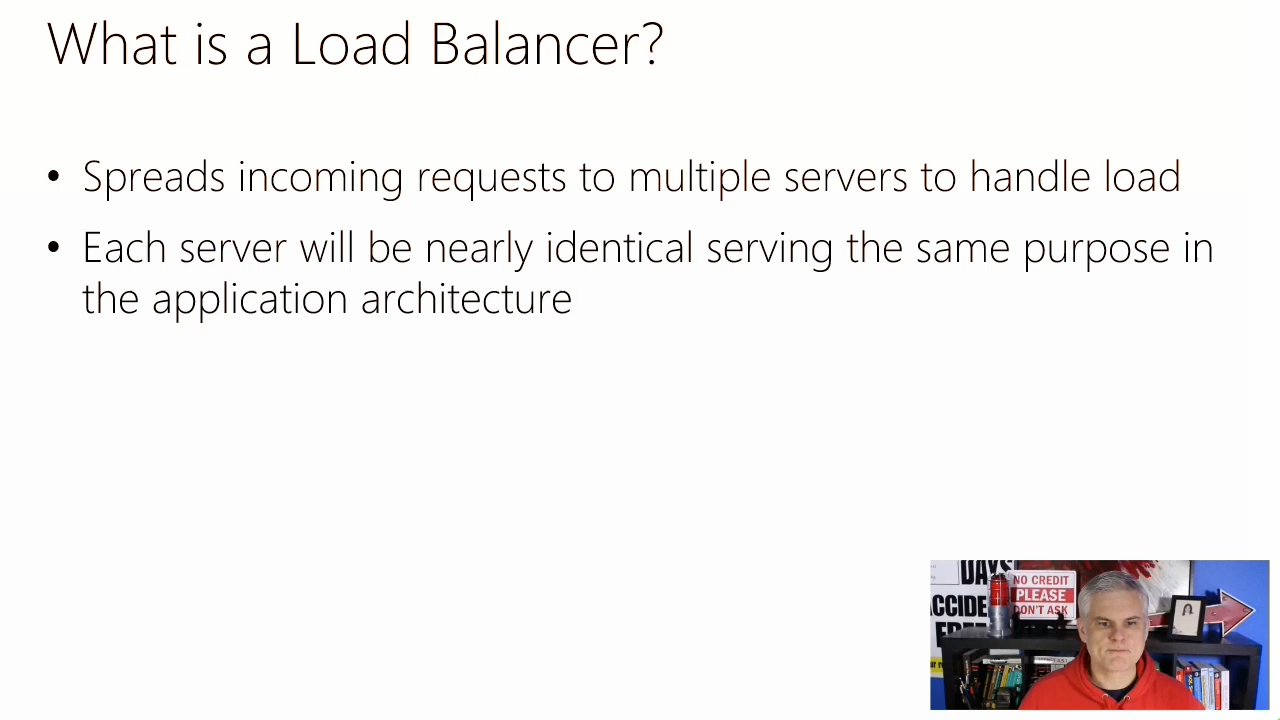 What is a Load Balancer?
• Spreads incoming requests to multiple servers to handle load
• Each server will be nearly identical serving the same purpose in
the application architecture
DAYS
NO CREDIT
PLEASE
DON'T ASK